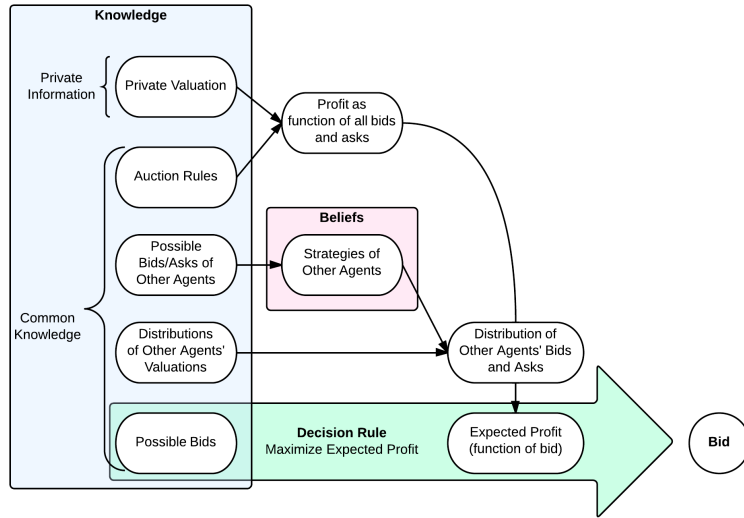 Knowledge
Private
Information
Private Valuation
Profit as
function of all bids
and asks
Auction Rules
Beliefs
Possible
Bids/Asks of
Other Agents
Strategies of
Other Agents
Common
Knowledge
Distributions
of Other Agents'
Valuations
Distribution of
Other Agents' Bids
and Asks
Possible Bids
Decision Rule
Maximize Expected Profit
Expected Profit
(function of bid)
Bid